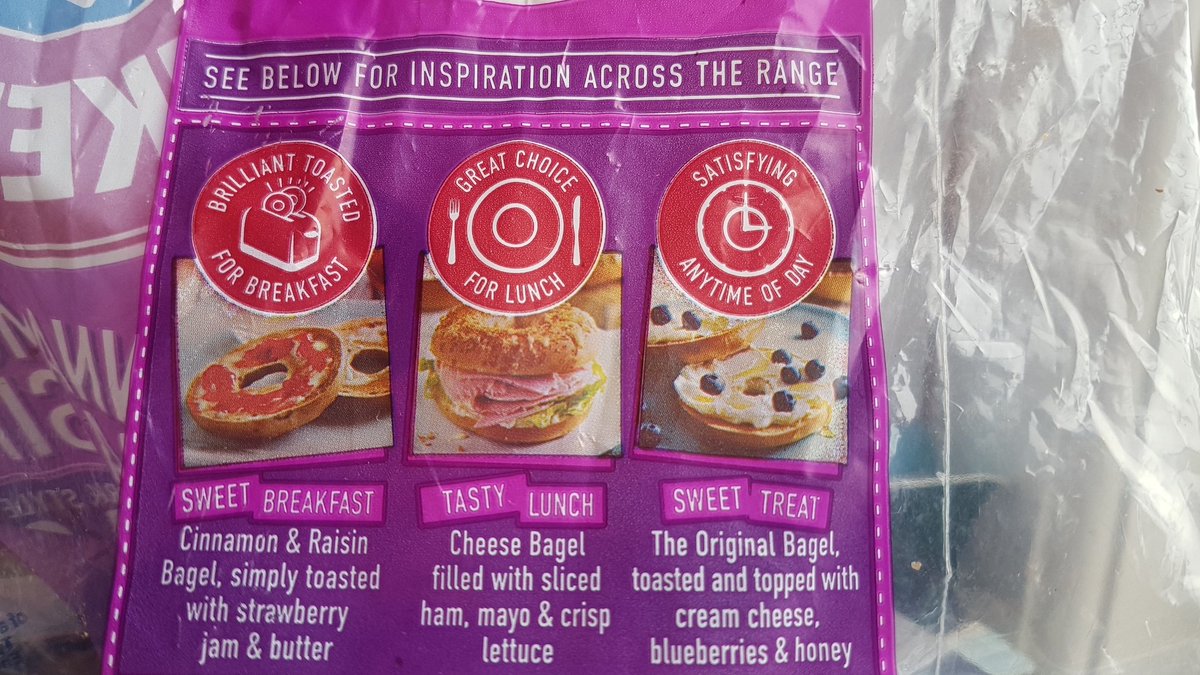 SEE BELOW FOR INSPIRATION ACROSS THE RANGE
BRILLIANT TOASTED
FOR BREAKFAST
GREAT CHOICE
FOR LUNCH
SATISFYING
ANYTIME OF DAY
SWEET BREAKFAST
Cinnamon & Raisin
Bagel, simply toasted
with strawberry
jam & butter
TASTY LUNCH
Cheese Bagel
filled with sliced
ham, mayo & crisp
lettuce
SWEET TREAT
The Original Bagel,
toasted and topped with
cream cheese,
blueberries & honey